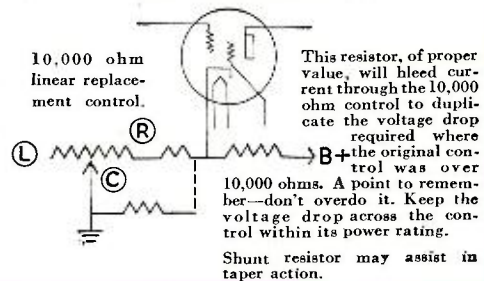 10,000 ohm
linear replace-
ment control.
This resistor, of proper
value, will bleed cur-
rent through the 10,000
ohm control to dupli-
cate the voltage drop
required where
the original con-
trol was over
10,000 ohms. A point to remem-
ber—don't overdo it. Keep the
voltage drop across the con-
trol within its power rating.
Shunt resistor may assist in
taper action.
R
L
C
B+